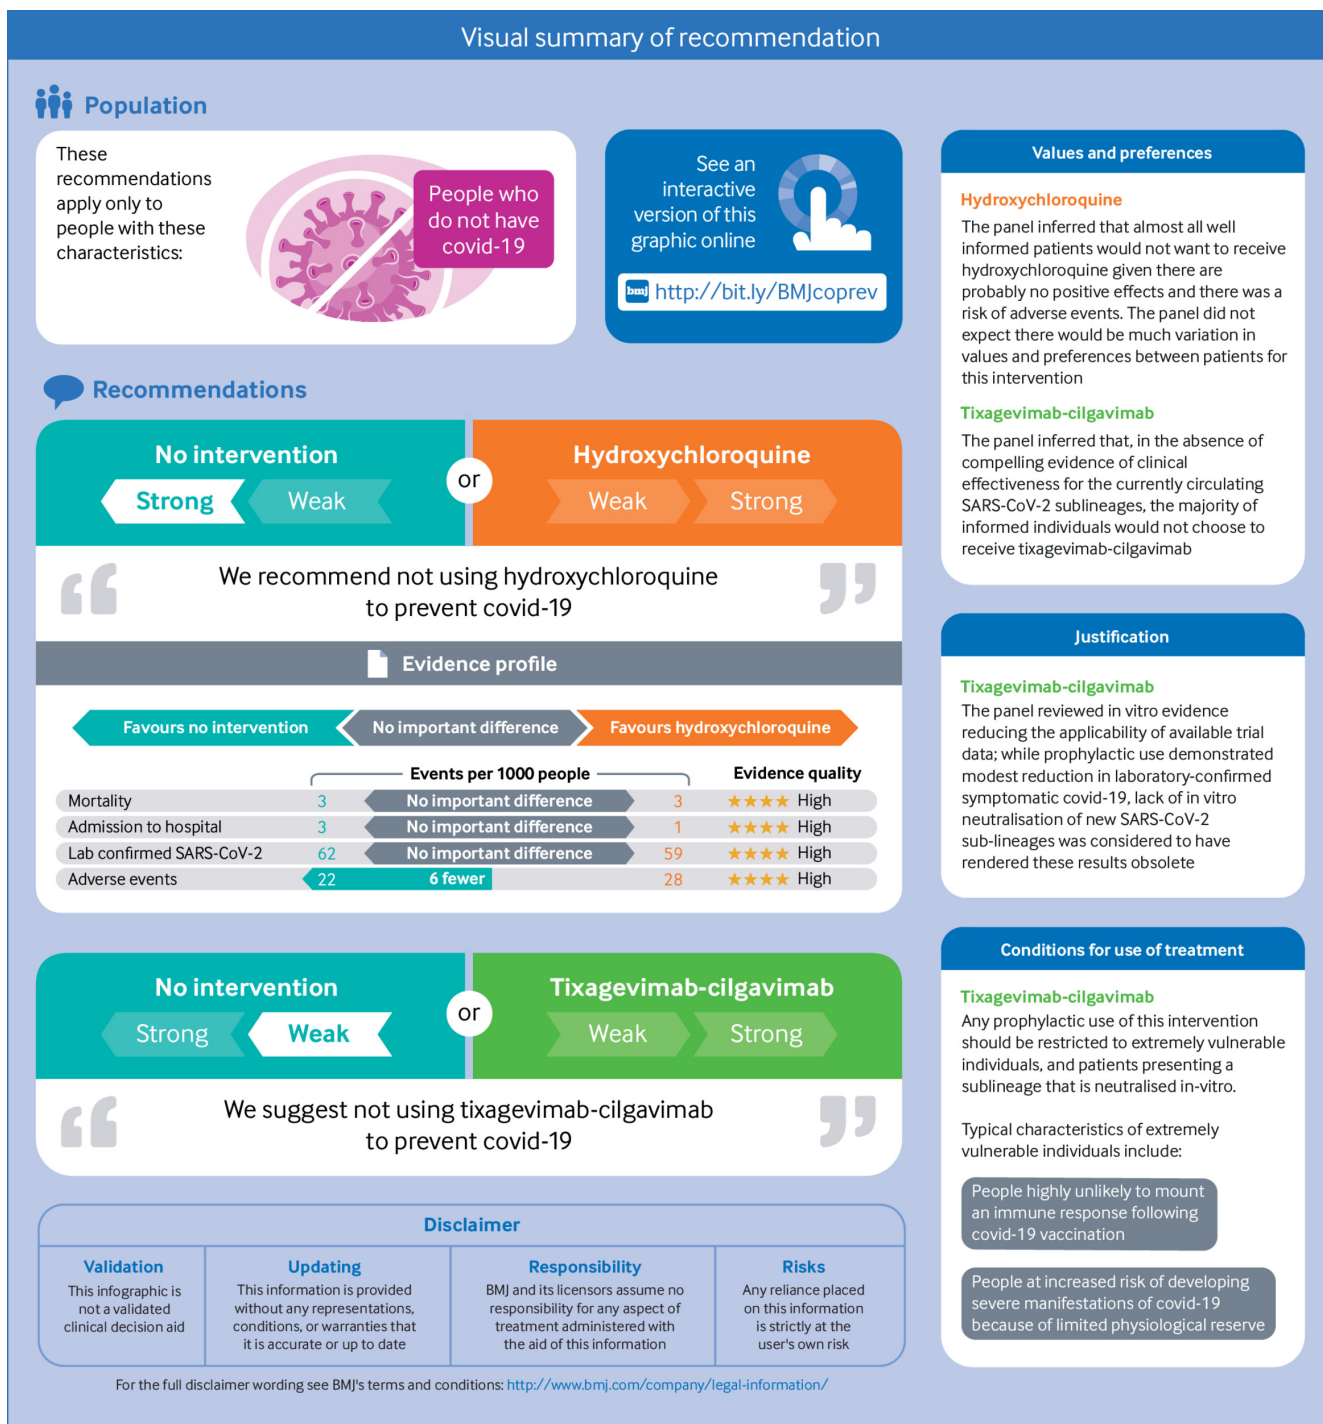 Visual summary of recommendation
Population
These
recommendations
apply only to
people with these
characteristics:
People who
do not have
covid-19
See an
interactive
version of this
graphic online
bmj http://bit.ly/BMJcoprev
Recommendations
No intervention
Strong Weak
or
Hydroxychloroquine
Weak Strong
“ We recommend not using hydroxychloroquine ”
to prevent covid-19
Evidence profile
Favours no intervention No important difference Favours hydroxychloroquine
Events per 1000 people Evidence quality
Mortality 3 No important difference 3 ★★★★ High
Admission to hospital 3 No important difference 1 ★★★★ High
Lab confirmed SARS-CoV-2 62 No important difference 59 ★★★★ High
Adverse events 22 6 fewer 28 ★★★★ High
No intervention
Strong Weak
or
Tixagevimab-cilgavimab
Weak Strong
“ We suggest not using tixagevimab-cilgavimab ”
to prevent covid-19
Disclaimer
Validation
This infographic is
not a validated
clinical decision aid
Updating
This information is provided
without any representations,
conditions, or warranties that
it is accurate or up to date
Responsibility
BMJ and its licensors assume no
responsibility for any aspect of
treatment administered with
the aid of this information
Risks
Any reliance placed
on this information
is strictly at the
user's own risk
For the full disclaimer wording see BMJ's terms and conditions: http://www.bmj.com/company/legal-information/
Values and preferences
Hydroxychloroquine
The panel inferred that almost all well
informed patients would not want to receive
hydroxychloroquine given there are
probably no positive effects and there was a
risk of adverse events. The panel did not
expect there would be much variation in
values and preferences between patients for
this intervention
Tixagevimab-cilgavimab
The panel inferred that, in the absence of
compelling evidence of clinical
effectiveness for the currently circulating
SARS-CoV-2 sublineages, the majority of
informed individuals would not choose to
receive tixagevimab-cilgavimab
Justification
Tixagevimab-cilgavimab
The panel reviewed in vitro evidence
reducing the applicability of available trial
data; while prophylactic use demonstrated
modest reduction in laboratory-confirmed
symptomatic covid-19, lack of in vitro
neutralisation of new SARS-CoV-2
sub-lineages was considered to have
rendered these results obsolete
Conditions for use of treatment
Tixagevimab-cilgavimab
Any prophylactic use of this intervention
should be restricted to extremely vulnerable
individuals, and patients presenting a
sublineage that is neutralised in-vitro.
Typical characteristics of extremely
vulnerable individuals include:
People highly unlikely to mount
an immune response following
covid-19 vaccination
People at increased risk of developing
severe manifestations of covid-19
because of limited physiological reserve